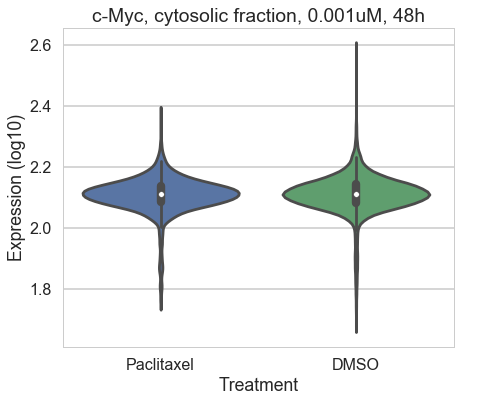 c-Myc, cytosolic fraction, 0.001uM, 48h
2.6
2.4
2.2
2.0
1.8
Expression (log10)
Paclitaxel DMSO
Treatment